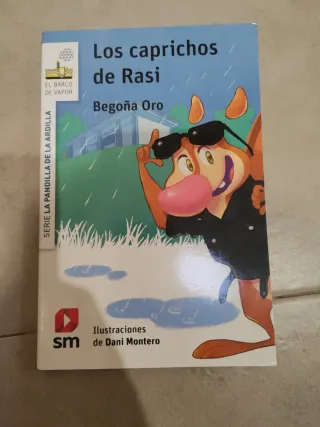 Los caprichos
de Rasi
Begoña Oro
EL BARCO
DE VAPOR
SERIE LA PANDILLA DE LA ARDILLA
sm
Ilustraciones
de Dani Montero